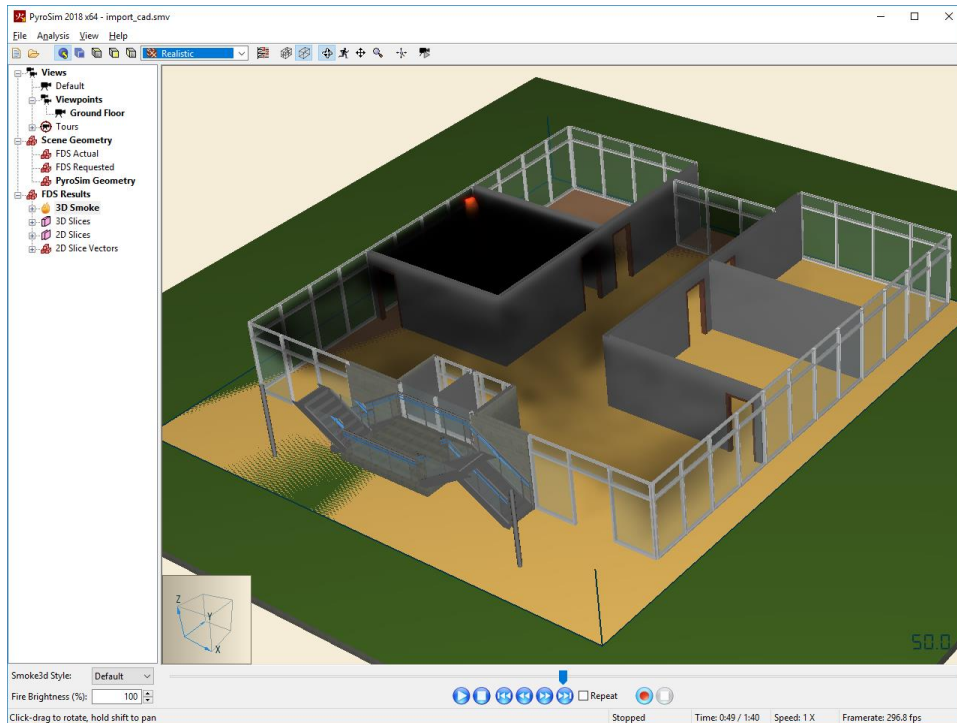 PyroSim 2018 x64 - import_cad.smv
File Analysis View Help
Realistic
Views
Default
Viewpoints
Ground Floor
Tours
Scene Geometry
FDS Actual
FDS Requested
PyroSim Geometry
FDS Results
3D Smoke
3D Slices
2D Slices
2D Slice Vectors
Z
Y
X
50.0
Smoke3d Style: Default
Fire Brightness (%): 100
Repeat
Click-drag to rotate, hold shift to pan
Stopped
Time: 0:49 / 1:40
Speed: 1 X
Framerate: 296.8 fps